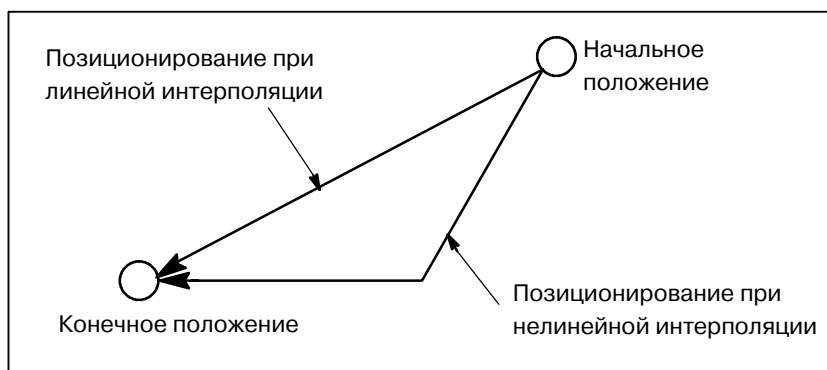 Позиционирование при
линейной интерполяции
Начальное
положение
Конечное положение
Позиционирование при
нелинейной интерполяции